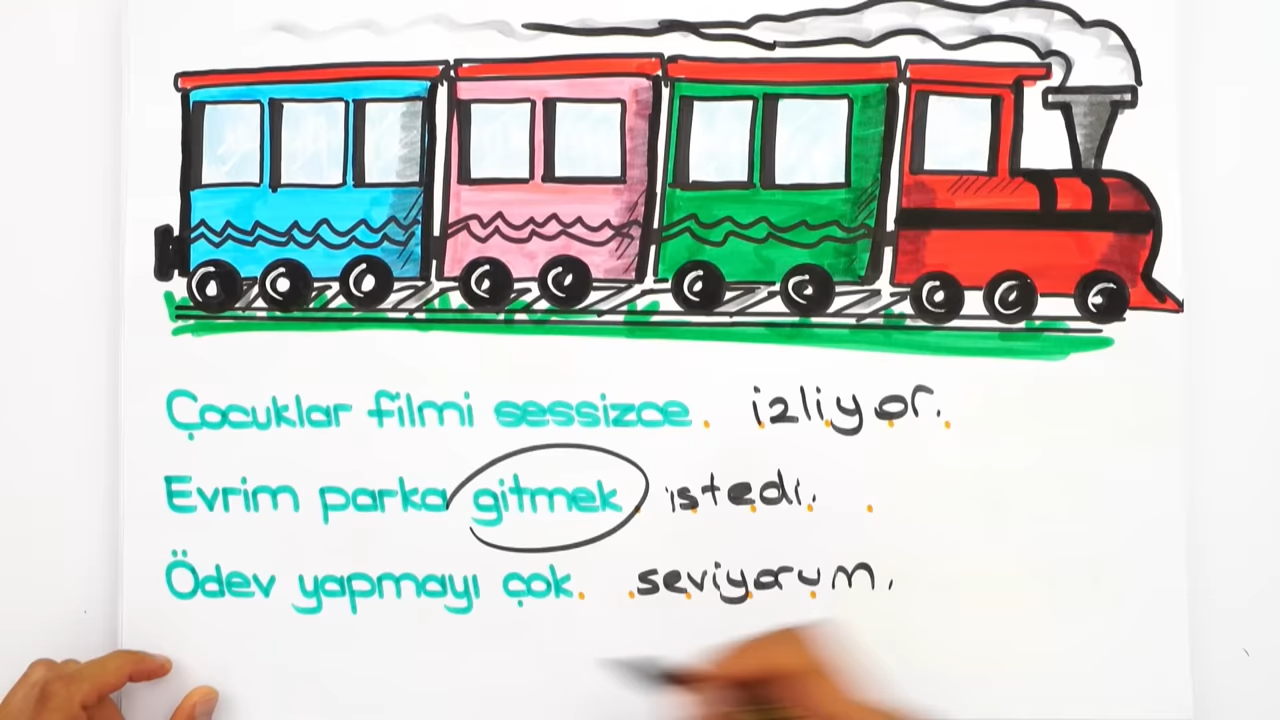 Çocuklar filmi sessizce. izliyor.
Evrim parka gitmek. istedi. .
Ödev yapmayı çok. .seviyorum.